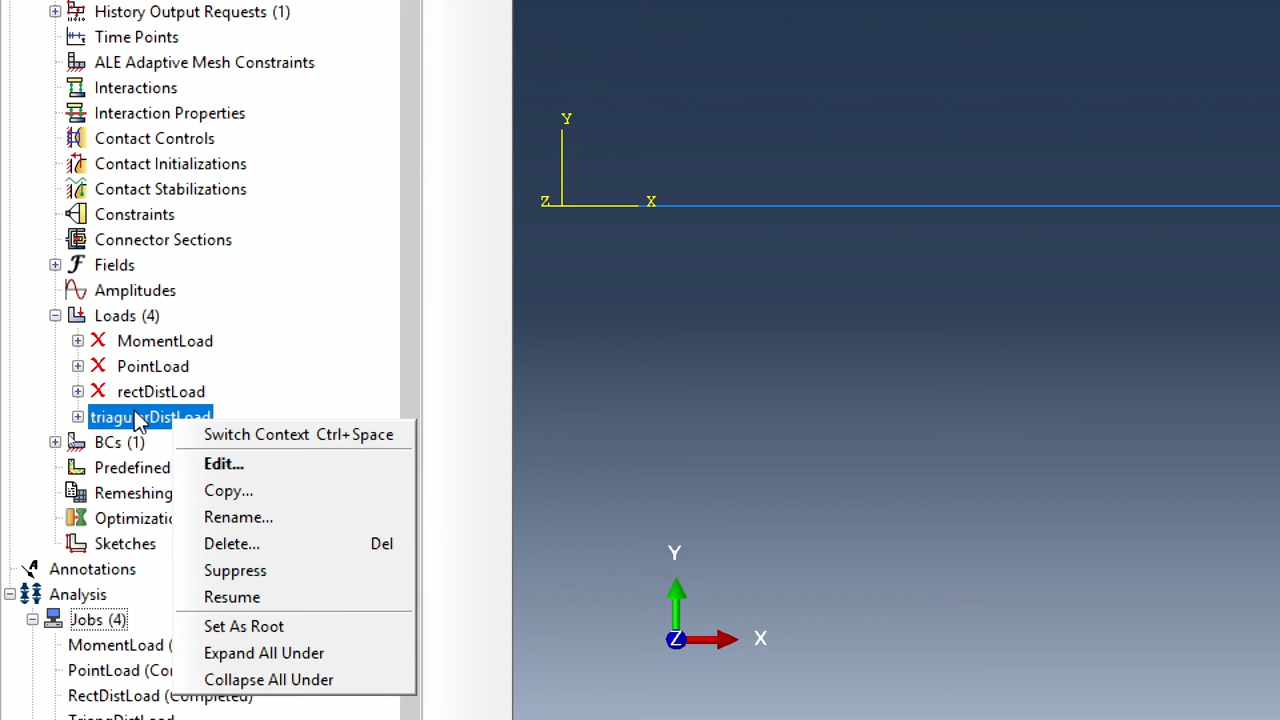 History Output Requests (1)
Time Points
ALE Adaptive Mesh Constraints
Interactions
Interaction Properties
Contact Controls
Contact Initializations
Contact Stabilizations
Constraints
Connector Sections
Fields
Amplitudes
Loads (4)
MomentLoad
PointLoad
rectDistLoad
BCs (1)
Predefined
Remeshing
Sketches
Annotations
Analysis
Jobs (4)
MomentLoad (
PointLoad (
RectDistLoad (Completed)
Switch Context Ctrl+Space
Edit...
Copy...
Rename...
Delete... Del
Suppress
Resume
Set As Root
Expand All Under
Collapse All Under
Y
Z X
Y
Z X